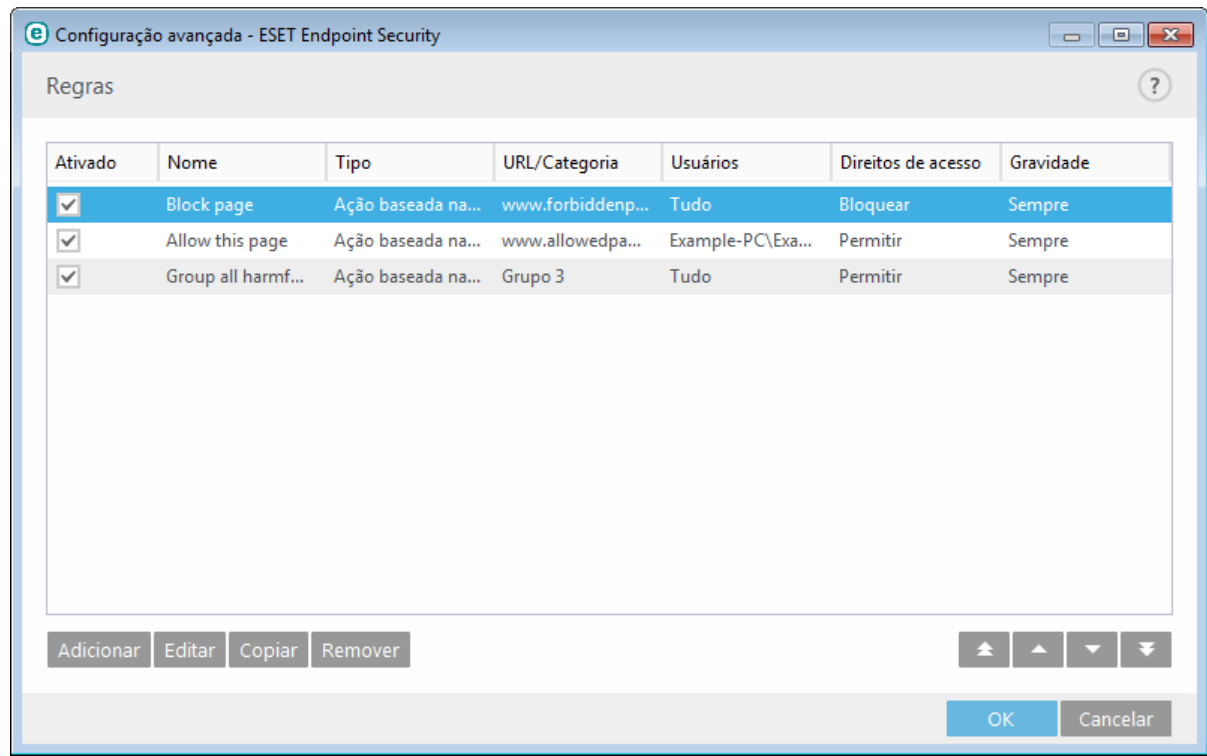 Configuração avançada - ESET Endpoint Security
Regras ?
Ativado Nome Tipo URL/Categoria Usuários Direitos de acesso Gravidade
Block page Ação baseada na... www.forbiddenp... Tudo Bloquear Sempre
Allow this page Ação baseada na... www.allowedpa... Example-PC\Exa... Permitir Sempre
Group all harmf... Ação baseada na... Grupo 3 Tudo Permitir Sempre
Adicionar Editar Copiar Remover
OK Cancelar